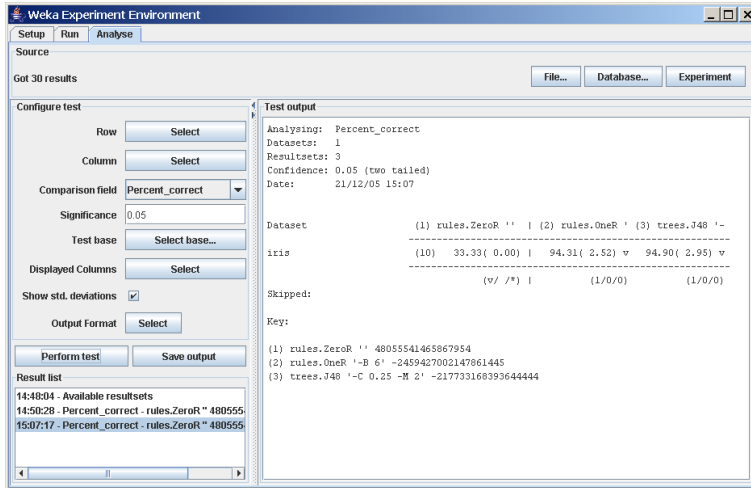 Weka Experiment Environment
Setup Run Analyse
Source
Got 30 results
File... Database... Experiment
Configure test
Row Select
Column Select
Comparison field Percent_correct
Significance 0.05
Test base Select base...
Displayed Columns Select
Show std. deviations
Output Format Select
Perform test Save output
Result list
14:48:04 - Available resultsets
14:50:28 - Percent_correct - rules.ZeroR '' 480555
15:07:17 - Percent_correct - rules.ZeroR '' 480555
Test output
Analysing: Percent_correct
Datasets: 1
Resultsets: 3
Confidence: 0.05 (two tailed)
Date: 21/12/05 15:07
Dataset (1) rules.ZeroR '' | (2) rules.OneR ' (3) trees.J48 '-
----------------------------------------------------------------
iris (10) 33.33( 0.00) | 94.31( 2.52) v 94.90( 2.95) v
----------------------------------------------------------------
(v/ /*) | (1/0/0) (1/0/0)
Skipped:
Key:
(1) rules.ZeroR '' 48055541465867954
(2) rules.OneR '-B 6' -2459427002147861445
(3) trees.J48 '-C 0.25 -M 2' -217733168393644444